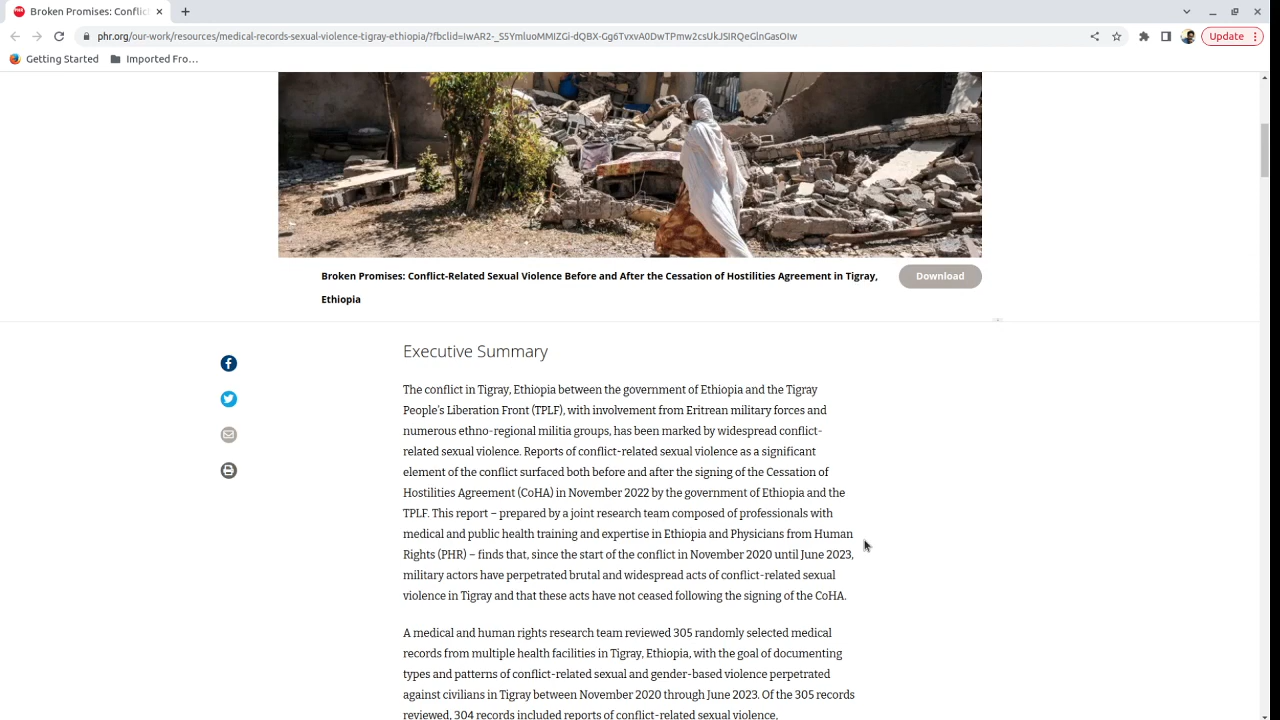 Broken Promises: Conflic
phr.org/our-work/resources/medical-records-sexual-violence-tigray-ethiopia/?fbclid=IwAR2-_S5YmluoMMIZGi-dQBX-Gg6TvxvA0DwTPmw2csUkJSIRQeGlnGasOIw
Update
Getting Started
Imported Fro...
Broken Promises: Conflict-Related Sexual Violence Before and After the Cessation of Hostilities Agreement in Tigray,
Ethiopia
Download
Executive Summary
The conflict in Tigray, Ethiopia between the government of Ethiopia and the Tigray
People’s Liberation Front (TPLF), with involvement from Eritrean military forces and
numerous ethno-regional militia groups, has been marked by widespread conflict-
related sexual violence. Reports of conflict-related sexual violence as a significant
element of the conflict surfaced both before and after the signing of the Cessation of
Hostilities Agreement (CoHA) in November 2022 by the government of Ethiopia and the
TPLF. This report – prepared by a joint research team composed of professionals with
medical and public health training and expertise in Ethiopia and Physicians from Human
Rights (PHR) – finds that, since the start of the conflict in November 2020 until June 2023,
military actors have perpetrated brutal and widespread acts of conflict-related sexual
violence in Tigray and that these acts have not ceased following the signing of the CoHA.
A medical and human rights research team reviewed 305 randomly selected medical
records from multiple health facilities in Tigray, Ethiopia, with the goal of documenting
types and patterns of conflict-related sexual and gender-based violence perpetrated
against civilians in Tigray between November 2020 through June 2023. Of the 305 records
reviewed, 304 records included reports of conflict-related sexual violence,